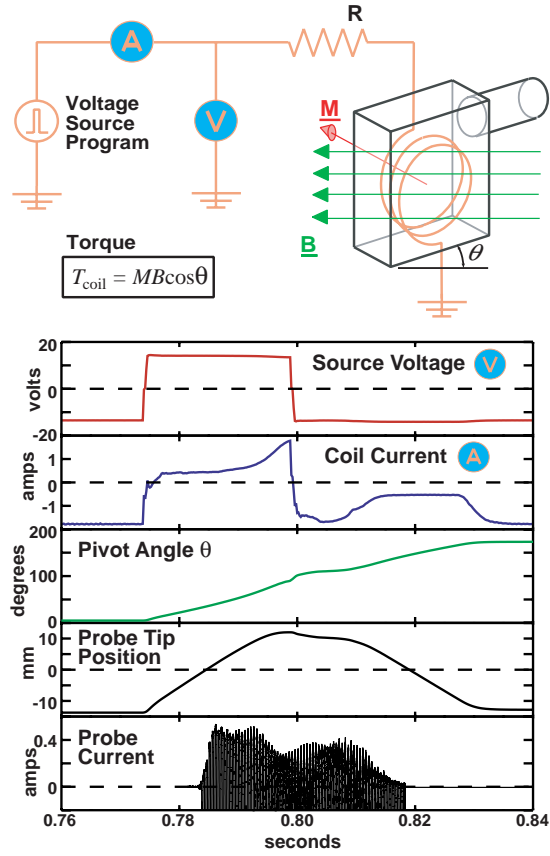 R
A
Voltage
Source
Program
V
M
B
θ
Torque
T_coil = MBcosθ
20
0
-20
volts
Source Voltage V
1
0
-1
amps
Coil Current A
200
100
0
degrees
Pivot Angle θ
10
0
-10
mm
Probe Tip
Position
0.4
0
amps
Probe
Current
0.76 0.78 0.80 0.82 0.84
seconds